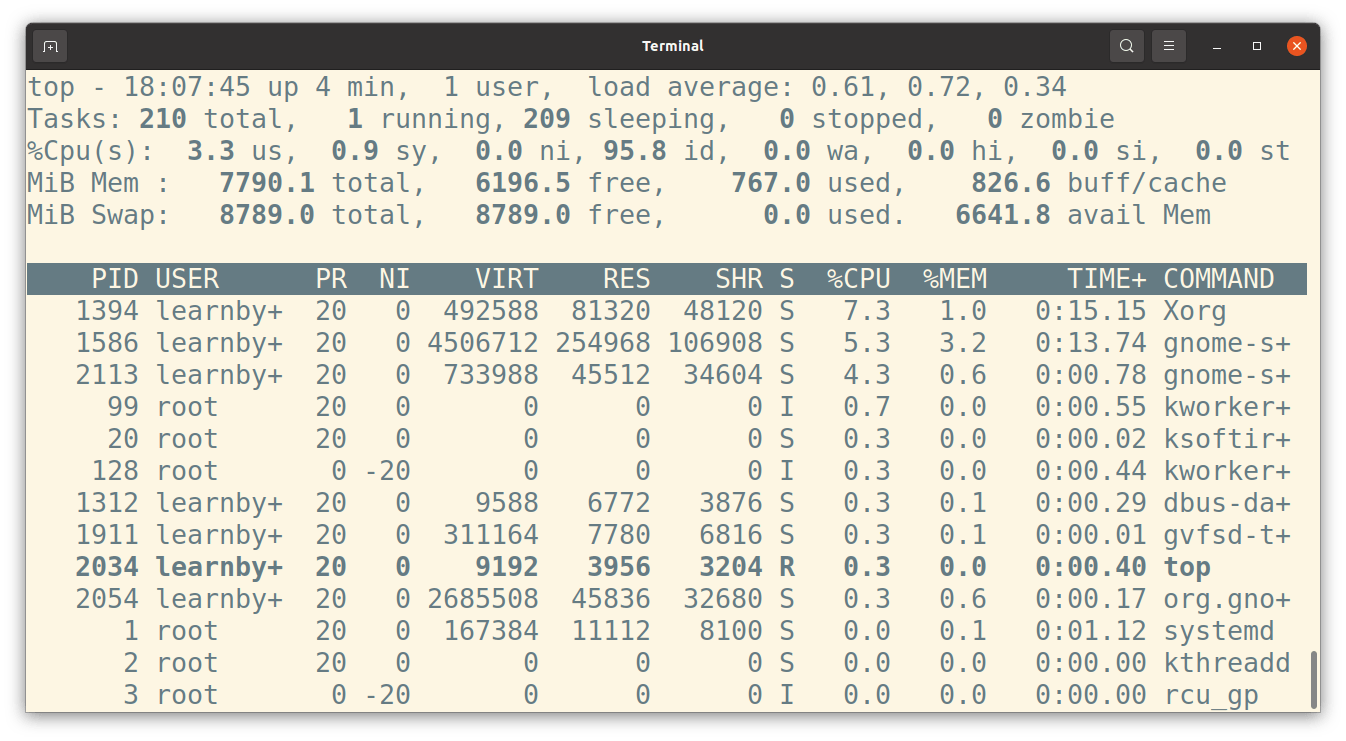 Terminal
top - 18:07:45 up 4 min,  1 user,  load average: 0.61, 0.72, 0.34
Tasks: 210 total,   1 running, 209 sleeping,   0 stopped,   0 zombie
%Cpu(s):  3.3 us,  0.9 sy,  0.0 ni, 95.8 id,  0.0 wa,  0.0 hi,  0.0 si,  0.0 st
MiB Mem :   7790.1 total,   6196.5 free,    767.0 used,    826.6 buff/cache
MiB Swap:   8789.0 total,   8789.0 free,      0.0 used.   6641.8 avail Mem
    PID USER      PR  NI    VIRT    RES    SHR S  %CPU  %MEM     TIME+ COMMAND
   1394 learnby+  20   0  492588  81320  48120 S   7.3   1.0   0:15.15 Xorg
   1586 learnby+  20   0 4506712 254968 106908 S   5.3   3.2   0:13.74 gnome-s+
   2113 learnby+  20   0  733988  45512  34604 S   4.3   0.6   0:00.78 gnome-s+
     99 root      20   0       0      0      0 I   0.7   0.0   0:00.55 kworker+
     20 root      20   0       0      0      0 S   0.3   0.0   0:00.02 ksoftir+
    128 root       0 -20       0      0      0 I   0.3   0.0   0:00.44 kworker+
   1312 learnby+  20   0    9588   6772   3876 S   0.3   0.1   0:00.29 dbus-da+
   1911 learnby+  20   0  311164   7780   6816 S   0.3   0.1   0:00.01 gvfsd-t+
   2034 learnby+  20   0    9192   3956   3204 R   0.3   0.0   0:00.40 top
   2054 learnby+  20   0 2685508  45836  32680 S   0.3   0.6   0:00.17 org.gno+
      1 root      20   0  167384  11112   8100 S   0.0   0.1   0:01.12 systemd
      2 root      20   0       0      0      0 S   0.0   0.0   0:00.00 kthreadd
      3 root       0 -20       0      0      0 I   0.0   0.0   0:00.00 rcu_gp